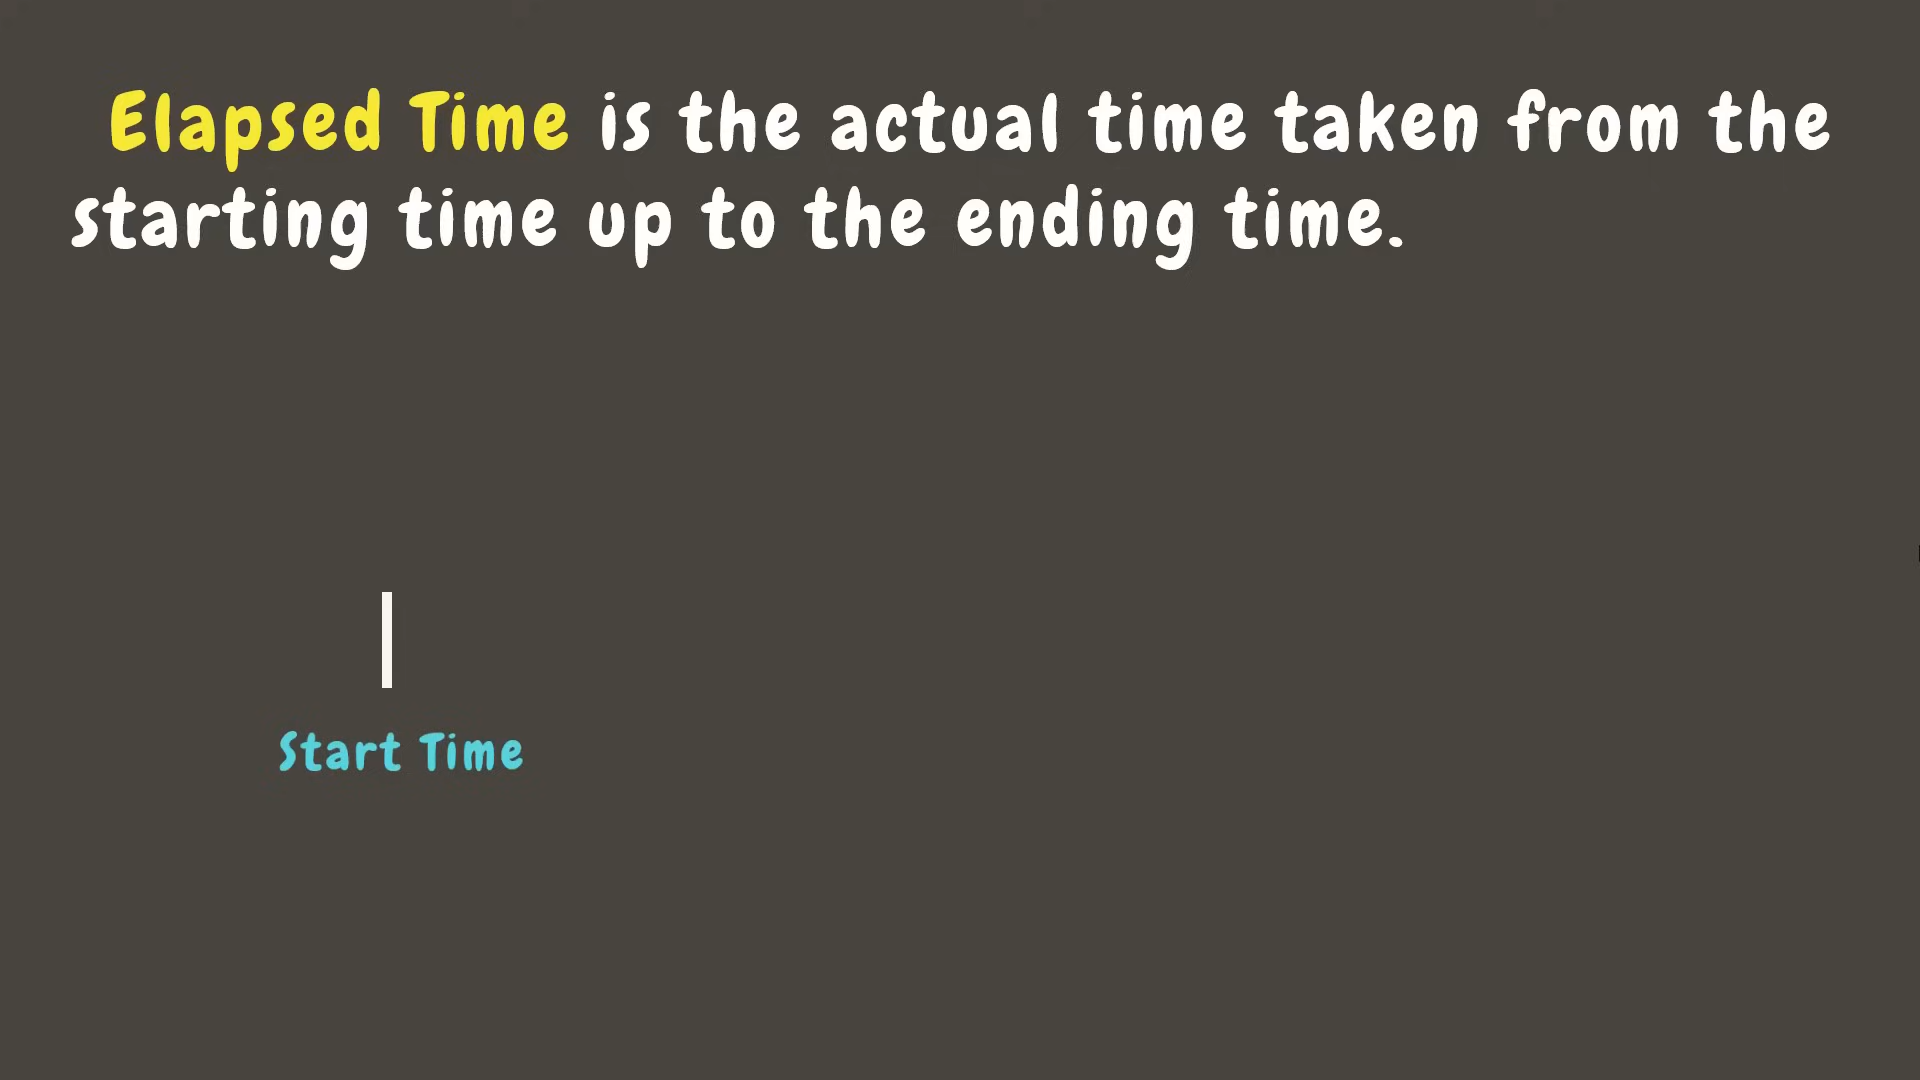 Elapsed Time is the actual time taken from the
starting time up to the ending time.
Start Time